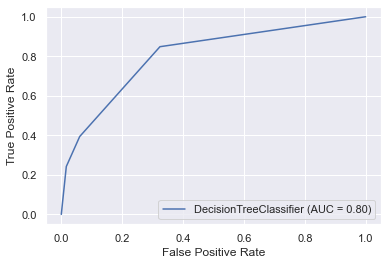 1.0
0.8
0.6
0.4
0.2
0.0
True Positive Rate
DecisionTreeClassifier (AUC = 0.80)
0.0 0.2 0.4 0.6 0.8 1.0
False Positive Rate